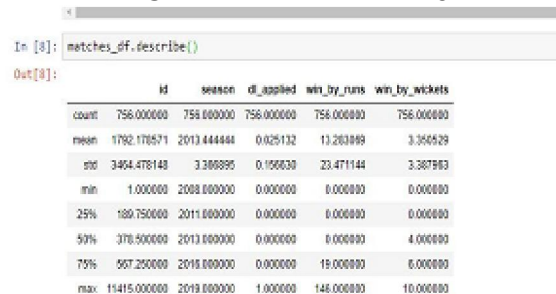 In [8]: matches_df.describe()
Out[8]:
id season dl_applied win_by_runs win_by_wickets
count 756.000000 756.000000 756.000000 756.000000 756.000000
mean 1792.178571 2013.444444 0.025132 13.283069 3.350529
std 3464.478148 3.366895 0.156630 23.471144 3.387963
min 1.000000 2008.000000 0.000000 0.000000 0.000000
25% 189.750000 2011.000000 0.000000 0.000000 0.000000
50% 378.500000 2013.000000 0.000000 0.000000 4.000000
75% 567.250000 2016.000000 0.000000 19.000000 6.000000
max 11415.000000 2019.000000 1.000000 146.000000 10.000000